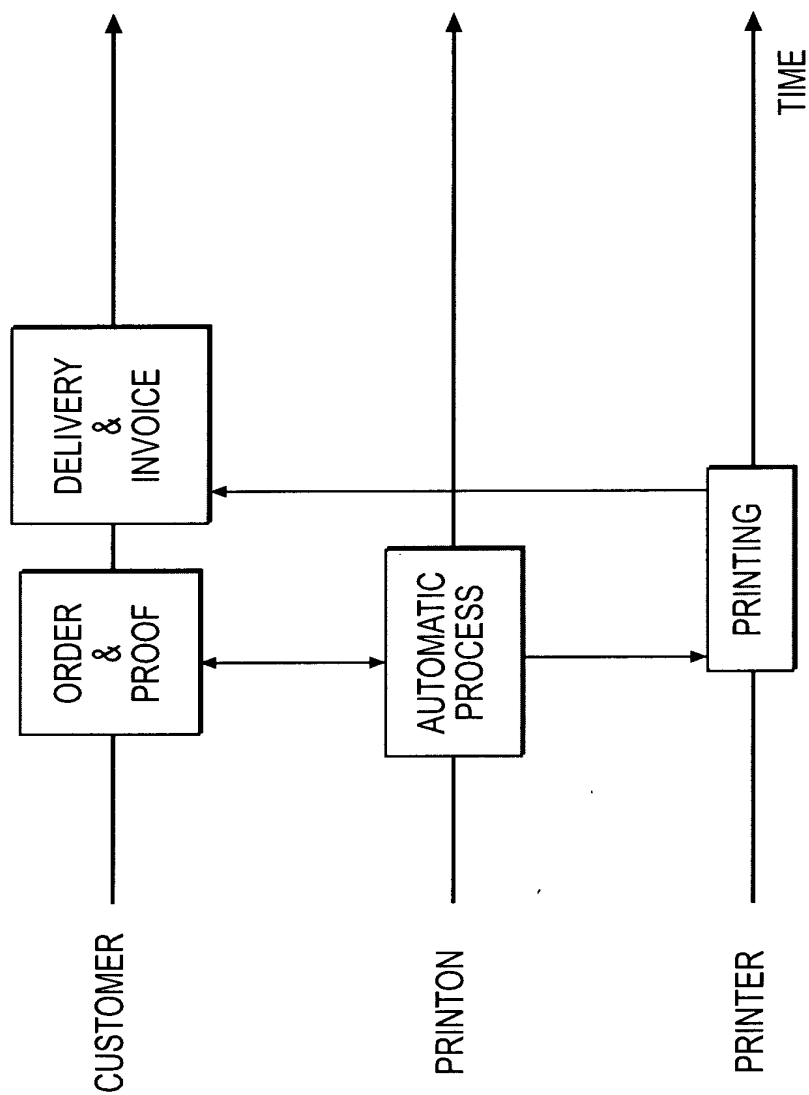 CUSTOMER
ORDER
&
PROOF
DELIVERY
&
INVOICE
PRINTON
AUTOMATIC
PROCESS
PRINTER
PRINTING
TIME